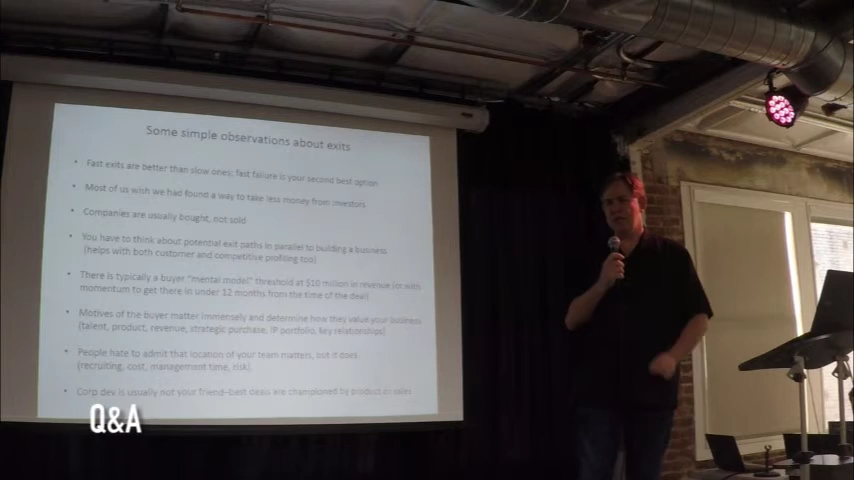 Some simple observations about exits
• Fast exits are better than slow ones; fast failure is your second best option
• Most of us wish we had found a way to take less money from investors
• Companies are usually bought, not sold
• You have to think about potential exit paths in parallel to building a business
(helps with both customer and competitive profiling too)
• There is typically a buyer "mental model" threshold at $10 million in revenue (or with
momentum to get there in under 12 months from the time of the deal)
• Motives of the buyer matter immensely and determine how they value your business
(talent, product, revenue, strategic purchase, IP portfolio, key relationships)
• People hate to admit that location of your team matters, but it does
(recruiting, cost, management time, risk)
• Corp dev is usually not your friend–best deals are championed by product or sales
Q&A